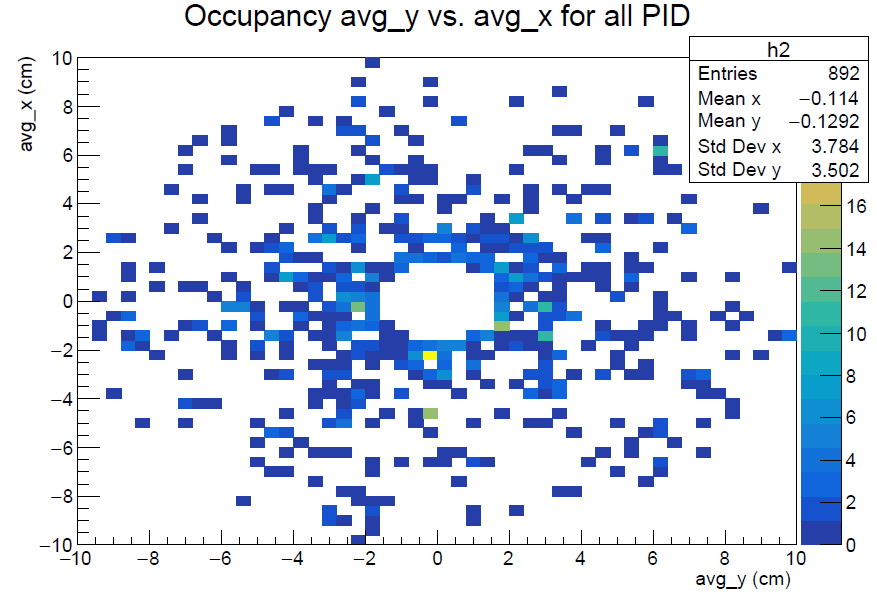 Occupancy avg_y vs. avg_x for all PID
h2
Entries 892
Mean x −0.114
Mean y −0.1292
Std Dev x 3.784
Std Dev y 3.502
avg_x (cm)
10
8
6
4
2
0
−2
−4
−6
−8
−10
−10 −8 −6 −4 −2 0 2 4 6 8 10
avg_y (cm)
16
14
12
10
8
6
4
2
0